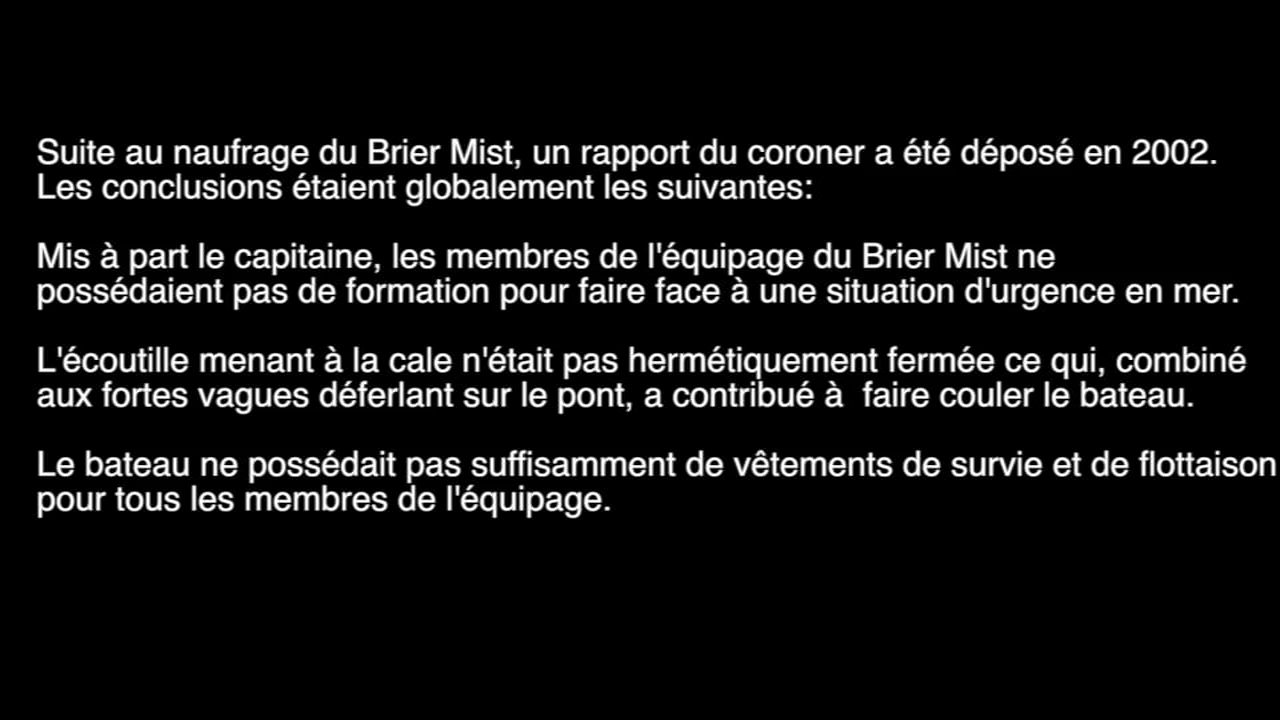 Suite au naufrage du Brier Mist, un rapport du coroner a été déposé en 2002.
Les conclusions étaient globalement les suivantes:
Mis à part le capitaine, les membres de l'équipage du Brier Mist ne
possédaient pas de formation pour faire face à une situation d'urgence en mer.
L'écoutille menant à la cale n'était pas hermétiquement fermée ce qui, combiné
aux fortes vagues déferlant sur le pont, a contribué à  faire couler le bateau.
Le bateau ne possédait pas suffisamment de vêtements de survie et de flottaison
pour tous les membres de l'équipage.